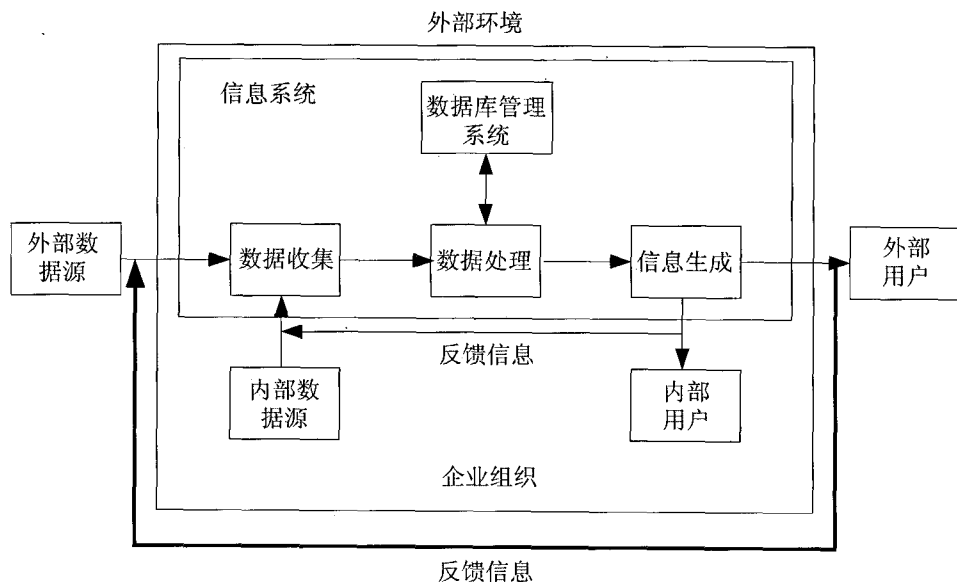 外部环境
信息系统
数据库管理
系统
外部数
据源
数据收集
数据处理
信息生成
外部
用户
反馈信息
内部数
据源
内部
用户
企业组织
反馈信息